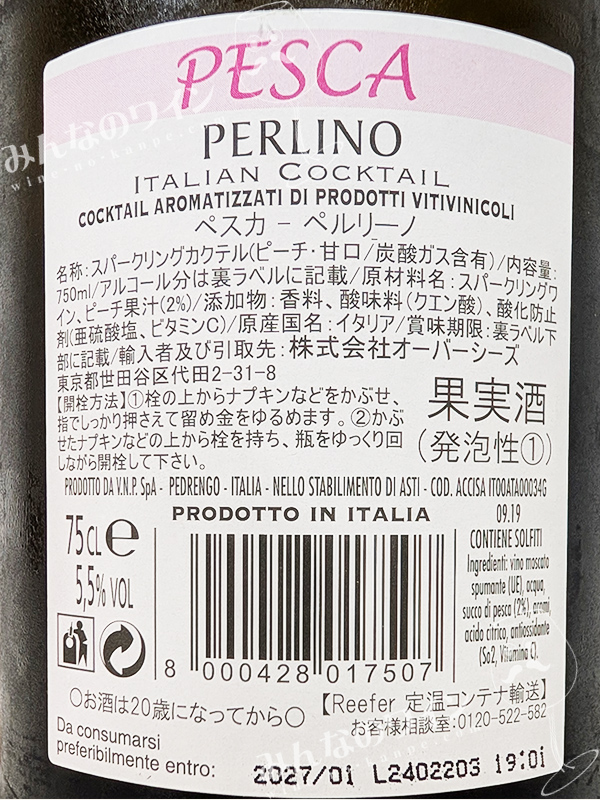 PESCA
PERLINO
ITALIAN COCKTAIL
COCKTAIL AROMATIZZATI DI PRODOTTI VITIVINICOLI
ペスカ － ペルリーノ
名称：スパークリングカクテル(ピーチ・甘口/炭酸ガス含有)/内容量：
750ml/アルコール分は裏ラベルに記載/原材料名：スパークリングワ
イン、ピーチ果汁(2%)/添加物：香料、酸味料(クエン酸)、酸化防止
剤(亜硫酸塩、ビタミンC)/原産国名：イタリア/賞味期限：裏ラベル下
部に記載/輸入者及び引取先：株式会社オーバーシーズ
東京都世田谷区代田2-31-8
【開栓方法】①栓の上からナプキンなどをかぶせ、
指でしっかり押さえて留め金をゆるめます。②かぶ
せたナプキンなどの上から栓を持ち、瓶をゆっくり回
しながら開栓して下さい。
果実酒
(発泡性①)
PRODOTTO DA V.N.P. SpA - PEDRENGO - ITALIA - NELLO STABILIMENTO DI ASTI - COD. ACCISA IT00ATA00034G
PRODOTTO IN ITALIA
09.19
75CL e
5,5% VOL
CONTIENE SOLFITI
Ingredienti: vino moscato
spumante (UE), acqua,
succo di pesca (2%), aromi,
acido citrico, antiossidante
(So2, Vitamina C).
8 000428 017507
○お酒は20歳になってから○
【Reefer 定温コンテナ輸送】
お客様相談室:0120-522-582
Da consumarsi
preferibilmente entro:
2027/01 L2402203 19:01
みんなのワイン
wine-no-kanpe.com